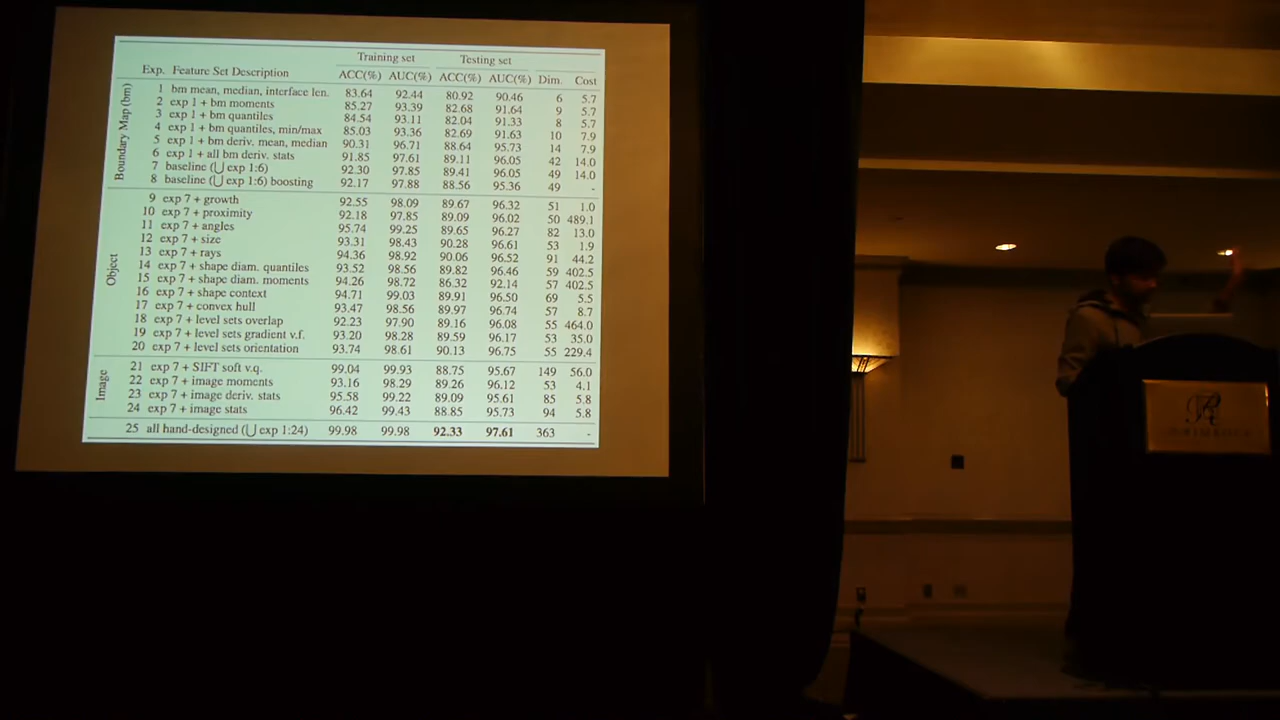 Training set Testing set
Exp. Feature Set Description ACC(%) AUC(%) ACC(%) AUC(%) Dim. Cost
Boundary Map (bm)
1 bm mean, median, interface len. 83.64 92.44 80.92 90.46 6 5.7
2 exp 1 + bm moments 85.27 93.39 82.68 91.64 9 5.7
3 exp 1 + bm quantiles 84.54 93.11 82.04 91.33 8 5.7
4 exp 1 + bm quantiles, min/max 85.03 93.36 82.69 91.63 10 7.9
5 exp 1 + bm deriv. mean, median 90.31 96.71 88.64 95.73 14 7.9
6 exp 1 + all bm deriv. stats 91.85 97.61 89.11 96.05 42 14.0
7 baseline (⋃ exp 1:6) 92.30 97.85 89.41 96.05 49 14.0
8 baseline (⋃ exp 1:6) boosting 92.17 97.88 88.56 95.36 49 -
Object
9 exp 7 + growth 92.55 98.09 89.67 96.32 51 1.0
10 exp 7 + proximity 92.18 97.85 89.09 96.02 50 489.1
11 exp 7 + angles 95.74 99.25 89.65 96.27 82 13.0
12 exp 7 + size 93.31 98.43 90.28 96.61 53 1.9
13 exp 7 + rays 94.36 98.92 90.06 96.52 91 44.2
14 exp 7 + shape diam. quantiles 93.52 98.56 89.82 96.46 59 402.5
15 exp 7 + shape diam. moments 94.26 98.72 86.32 92.14 57 402.5
16 exp 7 + shape context 94.71 99.03 89.91 96.50 69 5.5
17 exp 7 + convex hull 93.47 98.56 89.97 96.74 57 8.7
18 exp 7 + level sets overlap 92.23 97.90 89.16 96.08 55 464.0
19 exp 7 + level sets gradient v.f. 93.20 98.28 89.59 96.17 53 35.0
20 exp 7 + level sets orientation 93.74 98.61 90.13 96.75 55 229.4
Image
21 exp 7 + SIFT soft v.q. 99.04 99.93 88.75 95.67 149 56.0
22 exp 7 + image moments 93.16 98.29 89.26 96.12 53 4.1
23 exp 7 + image deriv. stats 95.58 99.22 89.09 95.61 85 5.8
24 exp 7 + image stats 96.42 99.43 88.85 95.73 94 5.8
25 all hand-designed (⋃ exp 1:24) 99.98 99.98 92.33 97.61 363 -